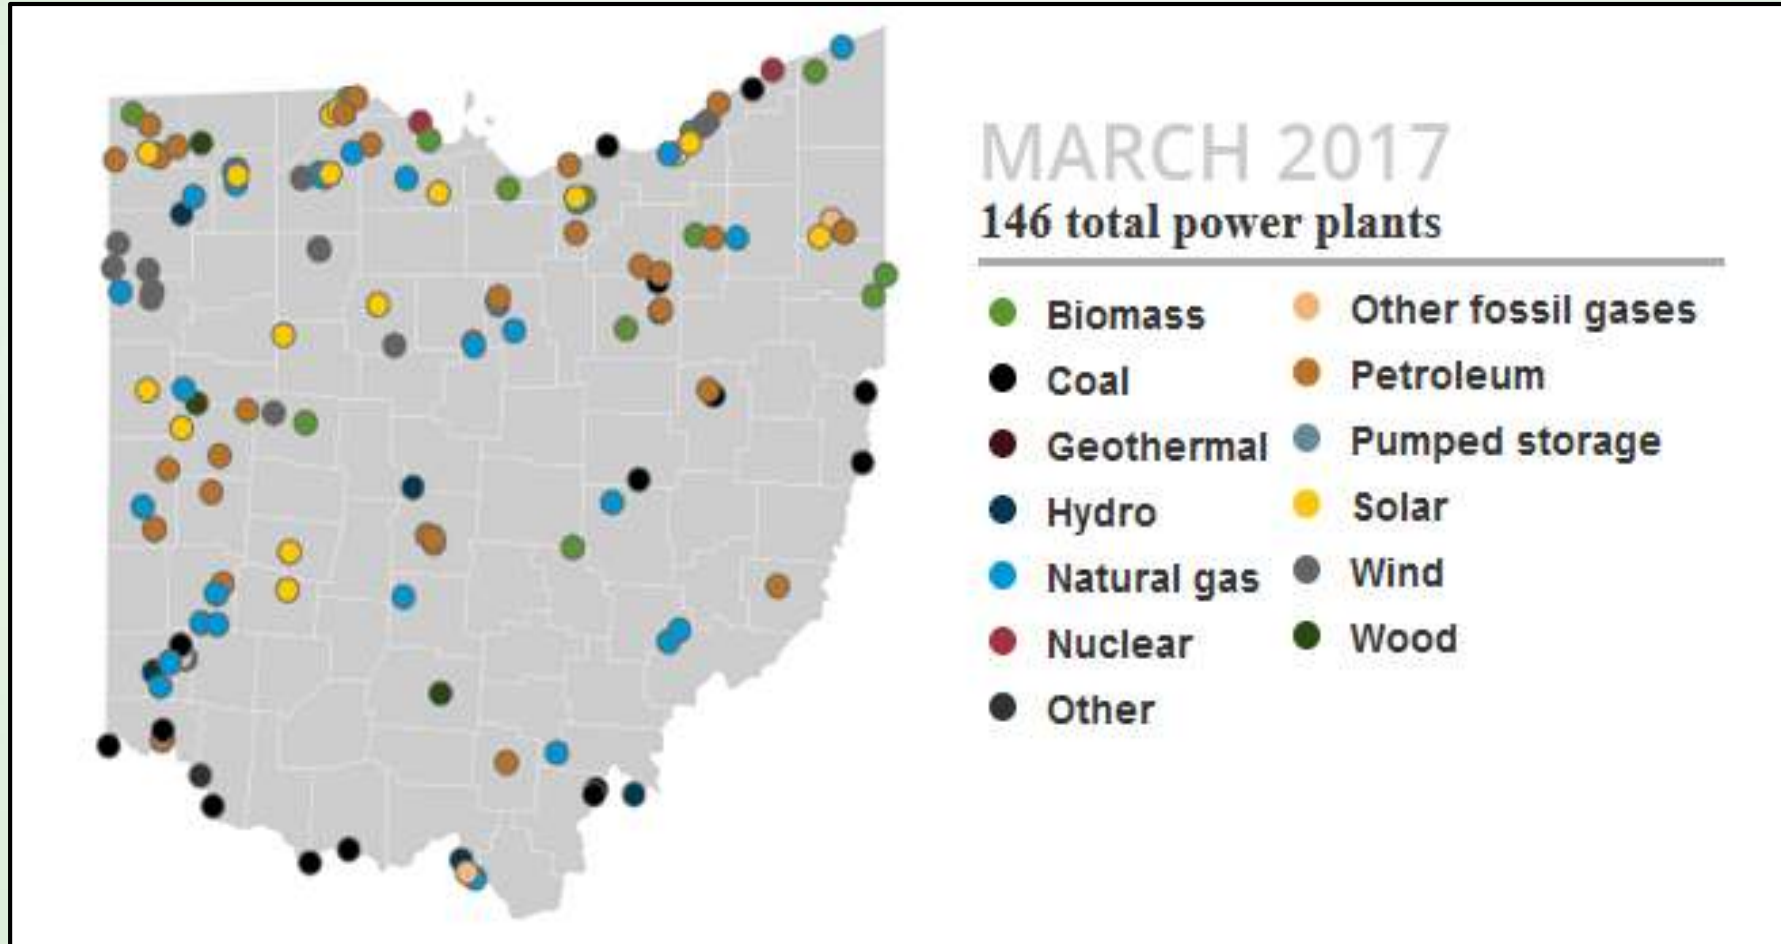 MARCH 2017
146 total power plants
Biomass
Coal
Geothermal
Hydro
Natural gas
Nuclear
Other
Other fossil gases
Petroleum
Pumped storage
Solar
Wind
Wood